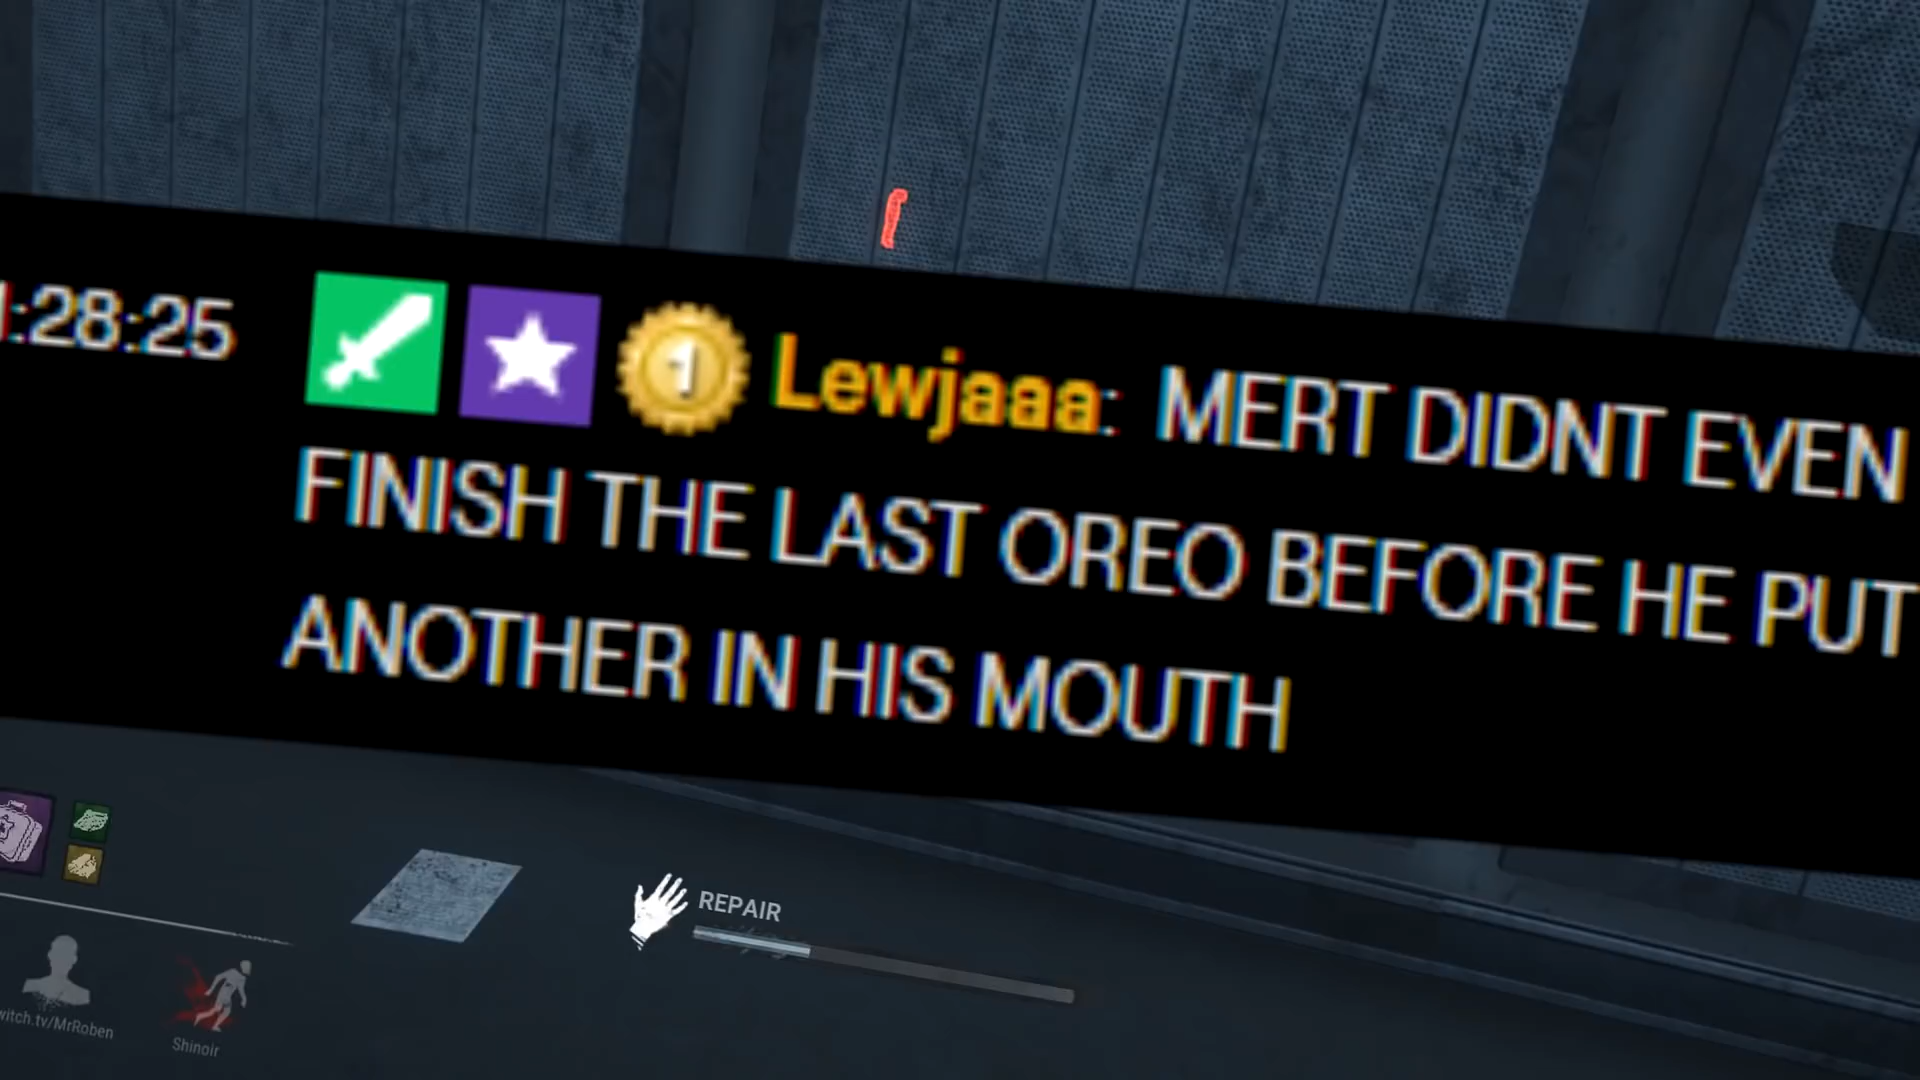 :28:25 Lewjaaa: MERT DIDNT EVEN
FINISH THE LAST OREO BEFORE HE PUT
ANOTHER IN HIS MOUTH
REPAIR
witch.tv/MrRoben
Shinoir